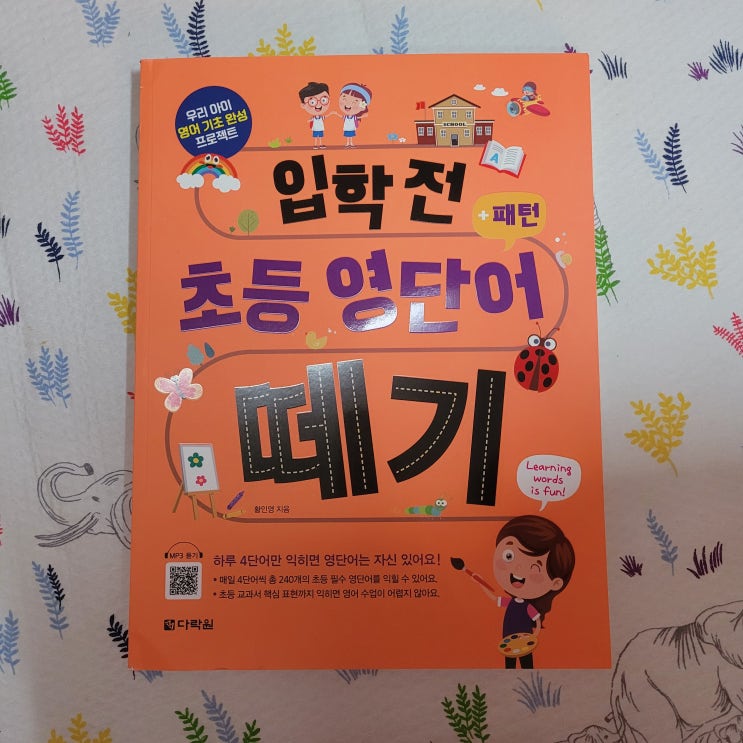 우리 아이
영어 기초 완성
프로젝트
SCHOOL
A
입학 전
+ 패턴
초등 영단어
떼기
Learning
words
is fun!
황인영 지음
MP3 듣기
하루 4단어만 익히면 영단어는 자신 있어요!
• 매일 4단어씩 총 240개의 초등 필수 영단어를 익힐 수 있어요.
• 초등 교과서 핵심 표현까지 익히면 영어 수업이 어렵지 않아요.
다락원